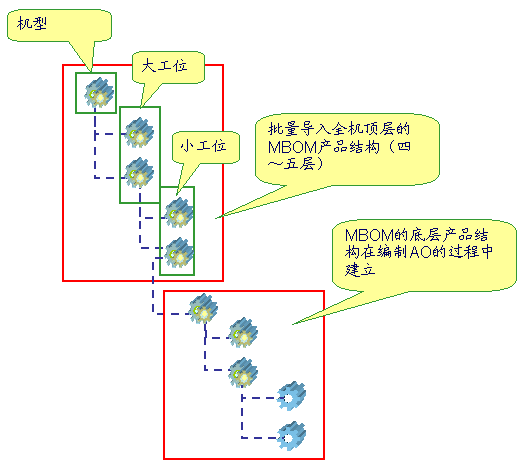 机型
大工位
小工位
批量导入全机顶层的
MBOM产品结构（四
～五层）
MBOM的底层产品结
构在编制AO的过程中
建立